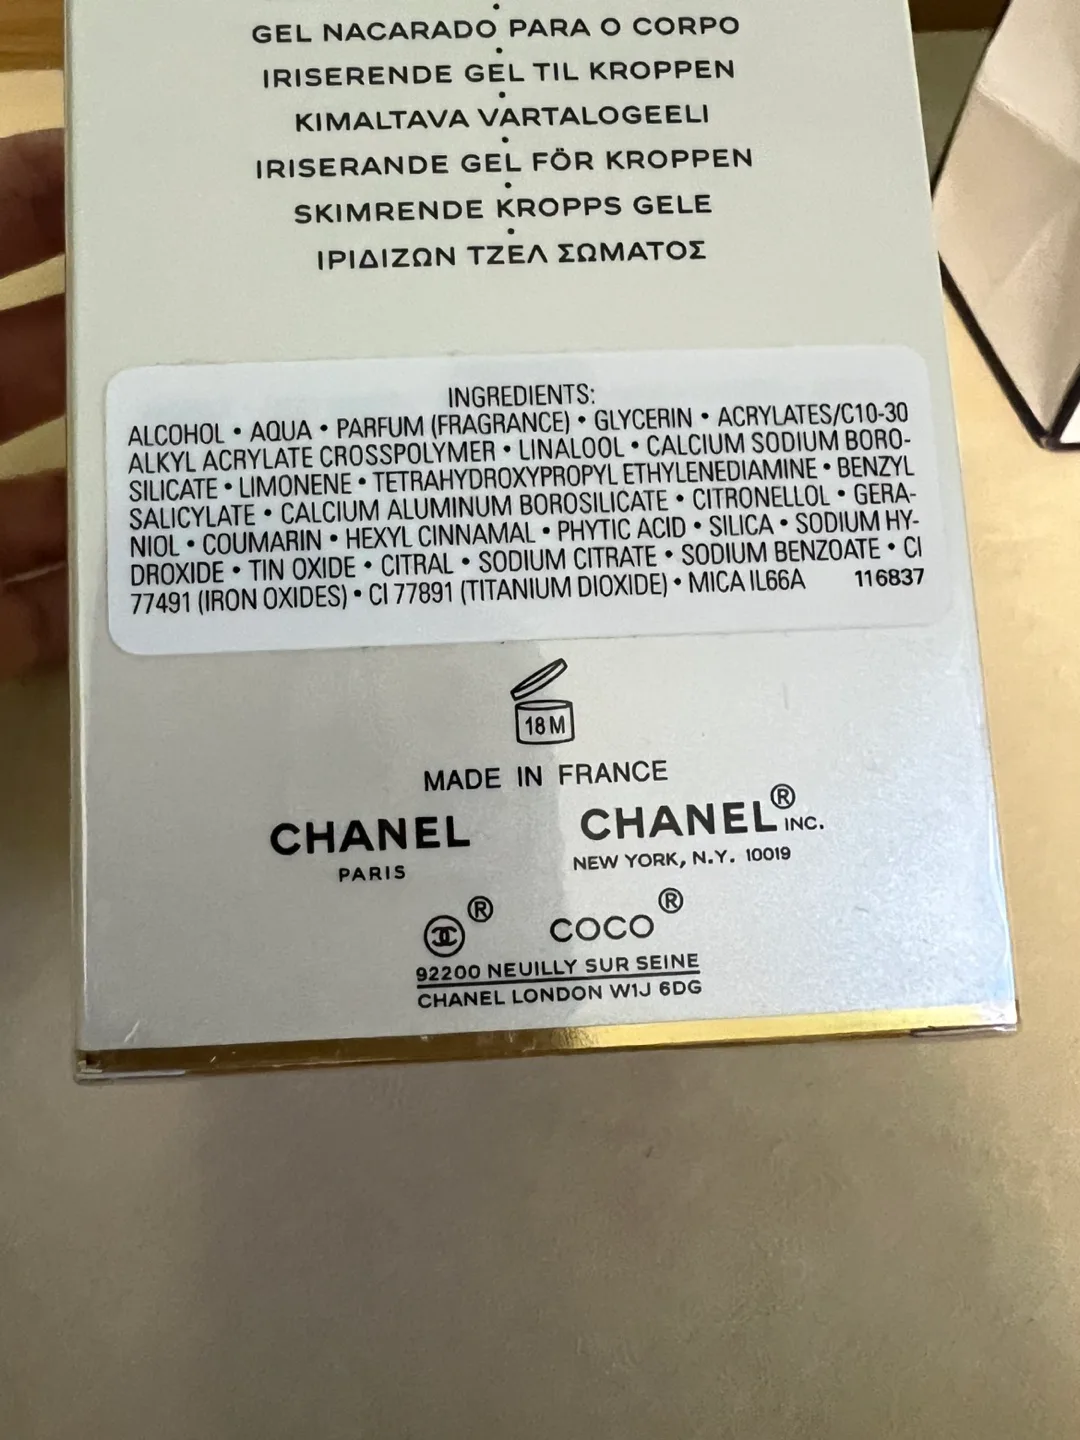 GEL NACARADO PARA O CORPO
•
IRISERENDE GEL TIL KROPPEN
•
KIMALTAVA VARTALOGEELI
•
IRISERANDE GEL FÖR KROPPEN
•
SKIMRENDE KROPPS GELE
•
ΙΡΙΔΙΖΩΝ ΤΖΕΛ ΣΩΜΑΤΟΣ
INGREDIENTS:
ALCOHOL • AQUA • PARFUM (FRAGRANCE) • GLYCERIN • ACRYLATES/C10-30
ALKYL ACRYLATE CROSSPOLYMER • LINALOOL • CALCIUM SODIUM BORO-
SILICATE • LIMONENE • TETRAHYDROXYPROPYL ETHYLENEDIAMINE • BENZYL
SALICYLATE • CALCIUM ALUMINUM BOROSILICATE • CITRONELLOL • GERA-
NIOL • COUMARIN • HEXYL CINNAMAL • PHYTIC ACID • SILICA • SODIUM HY-
DROXIDE • TIN OXIDE • CITRAL • SODIUM CITRATE • SODIUM BENZOATE • CI
77491 (IRON OXIDES) • CI 77891 (TITANIUM DIOXIDE) • MICA IL66A 116837
18 M
MADE IN FRANCE
CHANEL
PARIS
CHANEL® INC.
NEW YORK, N.Y. 10019
® COCO®
92200 NEUILLY SUR SEINE
CHANEL LONDON W1J 6DG